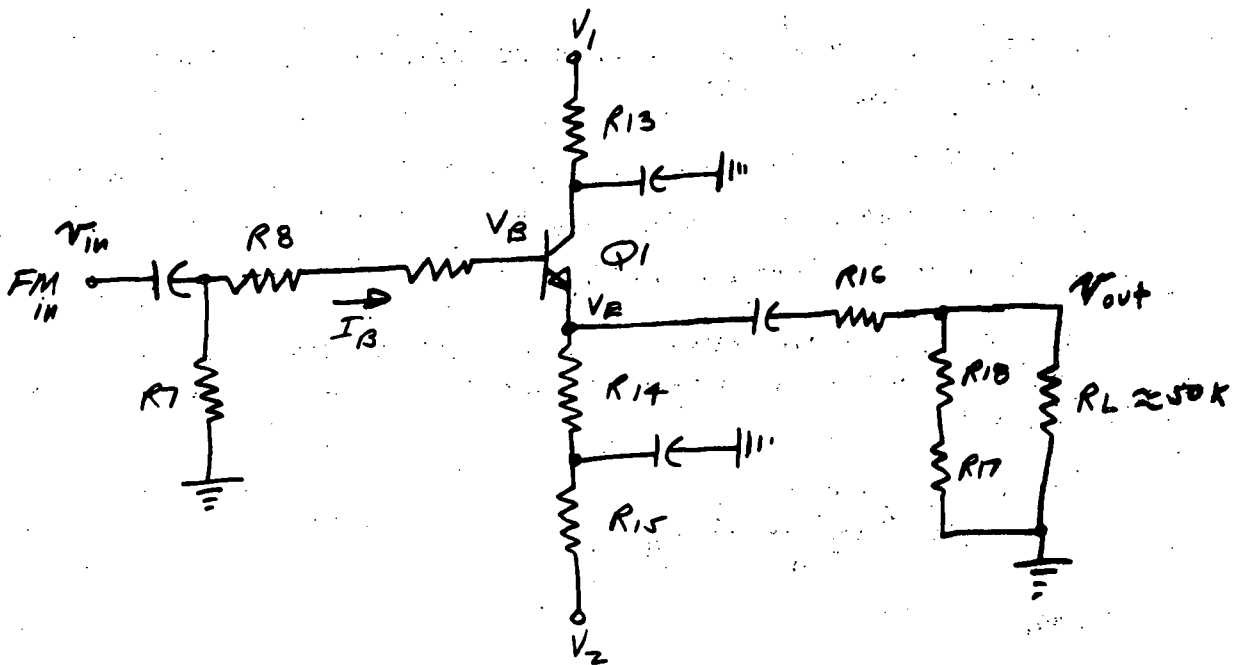 V1
R13
VB
Q1
vin
R8
FM in
IB
R7
VE
R16
vout
R14
R18
RL ≈ 50K
R17
R15
V2